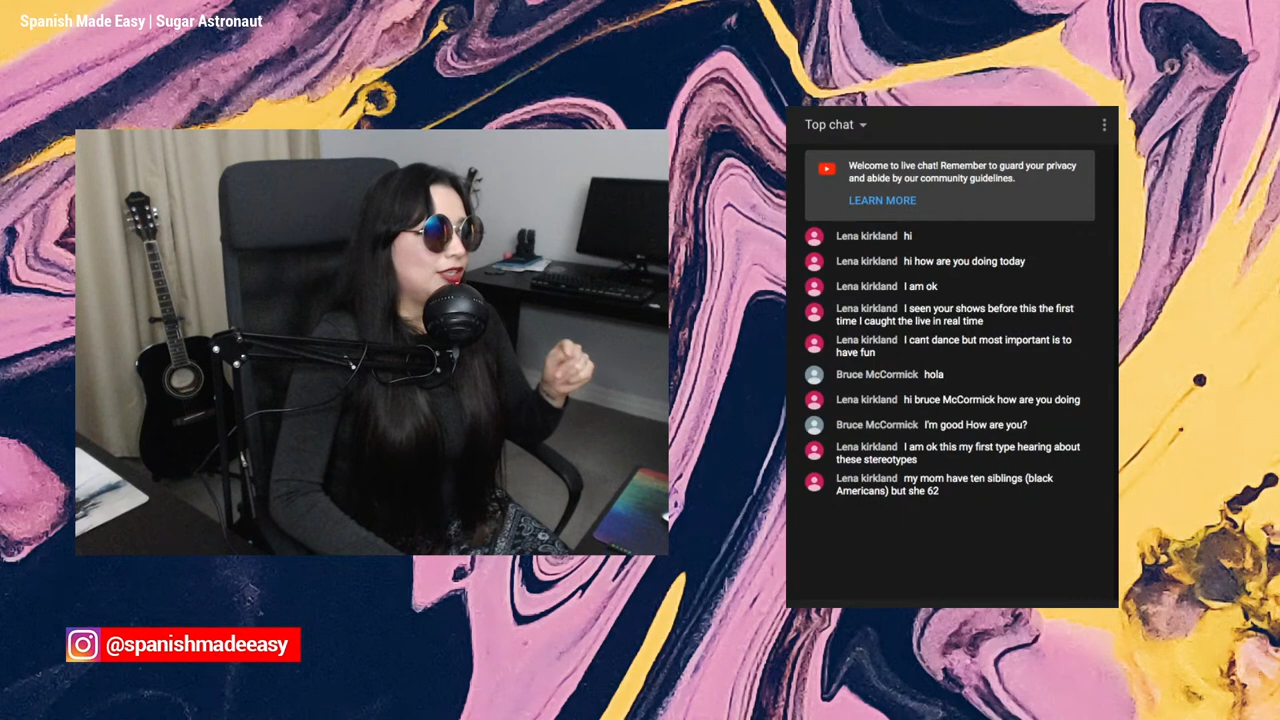 Spanish Made Easy | Sugar Astronaut
Top chat
Welcome to live chat! Remember to guard your privacy
and abide by our community guidelines.
LEARN MORE
Lena kirkland hi
Lena kirkland hi how are you doing today
Lena kirkland I am ok
Lena kirkland I seen your shows before this the first
time I caught the live in real time
Lena kirkland I cant dance but most important is to
have fun
Bruce McCormick hola
Lena kirkland hi bruce McCormick how are you doing
Bruce McCormick I'm good How are you?
Lena kirkland I am ok this my first type hearing about
these stereotypes
Lena kirkland my mom have ten siblings (black
Americans) but she 62
@spanishmadeeasy